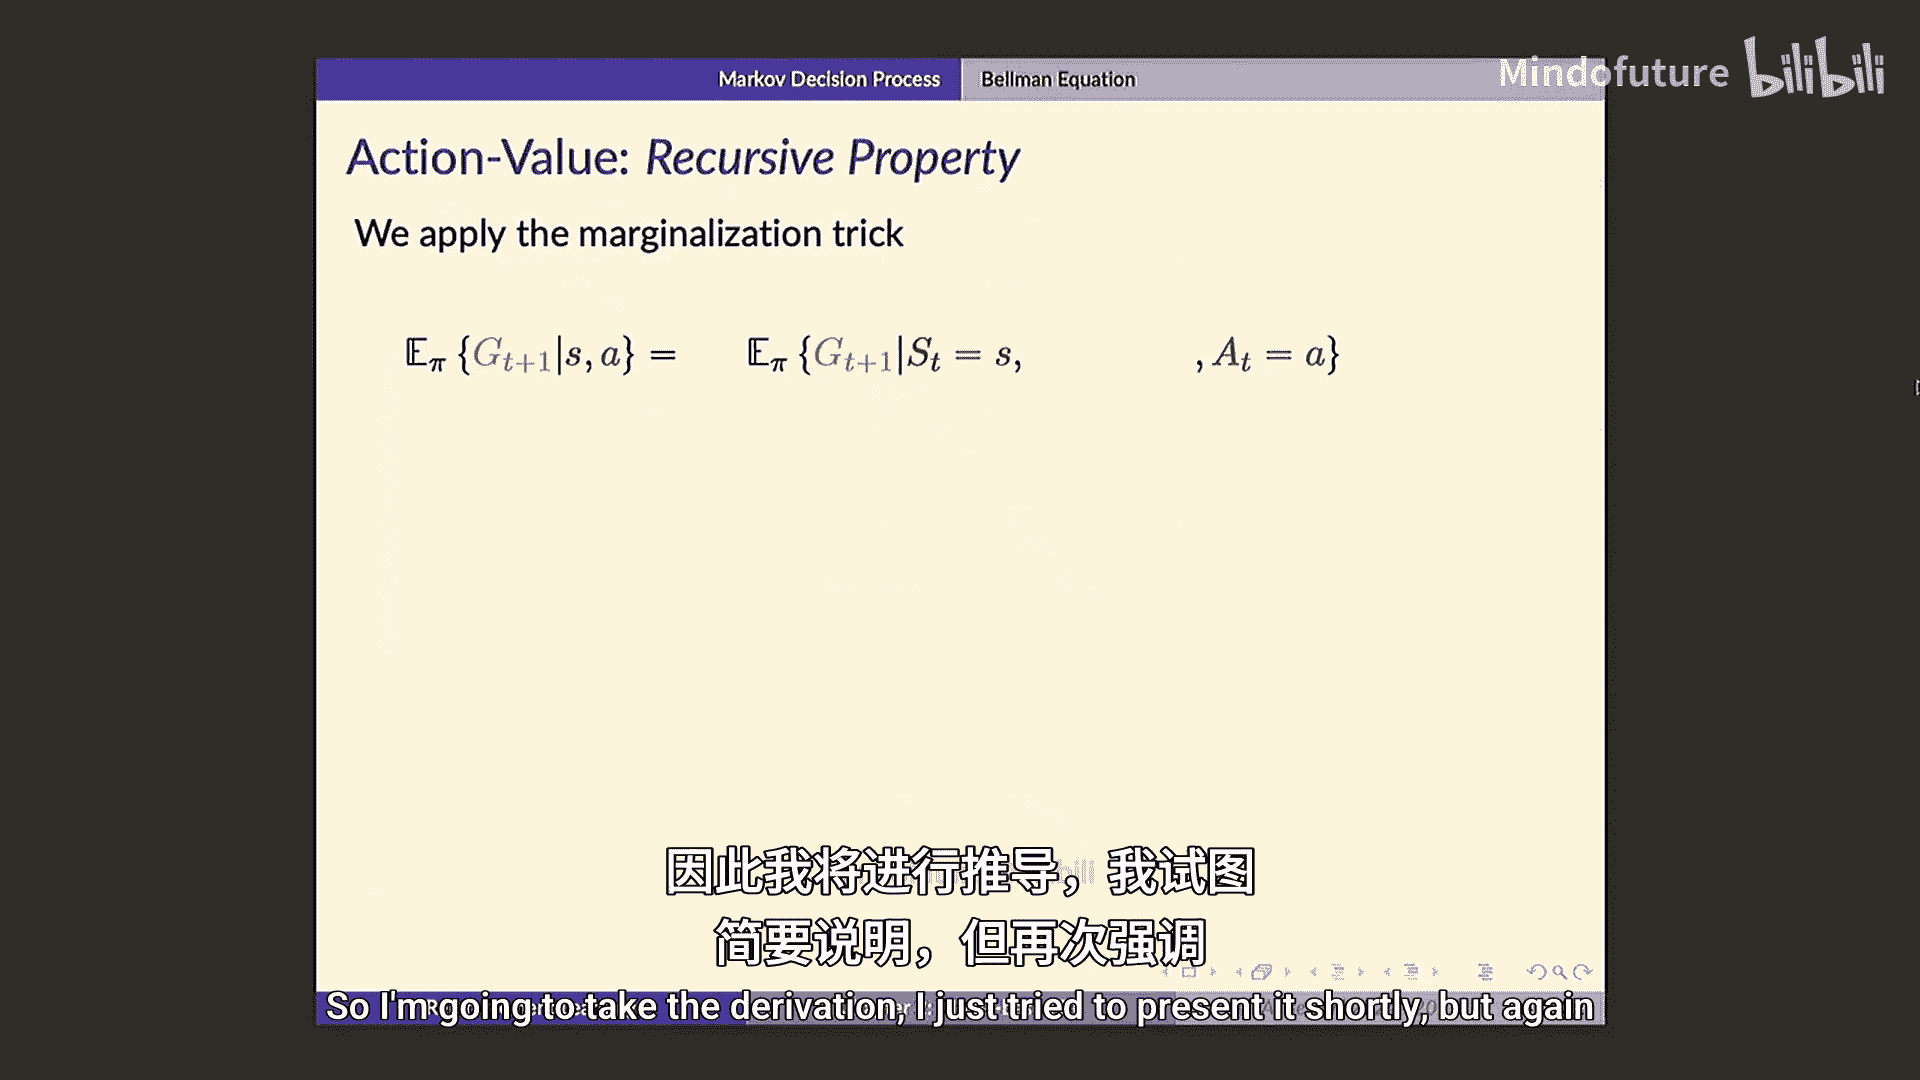 Mindofuture bilibili
Markov Decision Process Bellman Equation
Action-Value: Recursive Property
We apply the marginalization trick
𝔼π {Gt+1|s, a} = 𝔼π {Gt+1|St = s, , At = a}
因此我将进行推导，我试图
简要说明，但再次强调
So I'm going to take the derivation, I just tried to present it shortly, but again